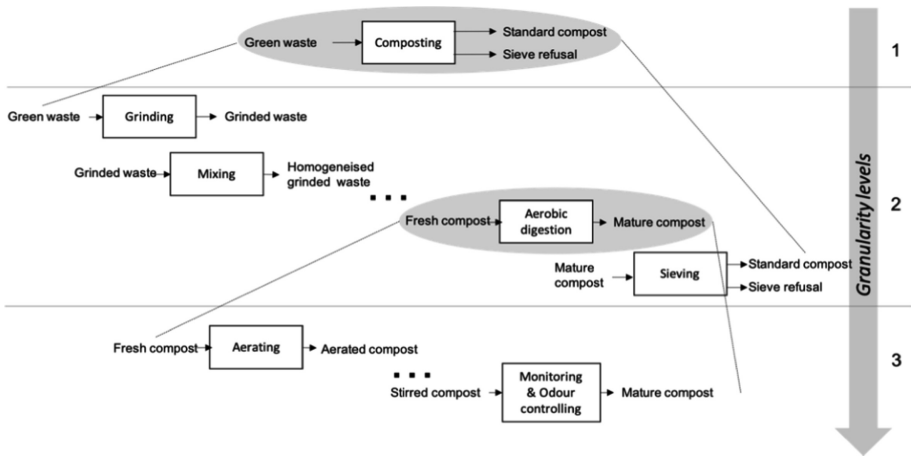 Green waste
Composting
Standard compost
Sieve refusal
1
Green waste
Grinding
Grinded waste
Grinded waste
Mixing
Homogeneised
grinded waste
...
Fresh compost
Aerobic
digestion
Mature compost
2
Mature
compost
Sieving
Standard compost
Sieve refusal
Granularity levels
Fresh compost
Aerating
Aerated compost
3
...
Stirred compost
Monitoring
& Odour
controlling
Mature compost